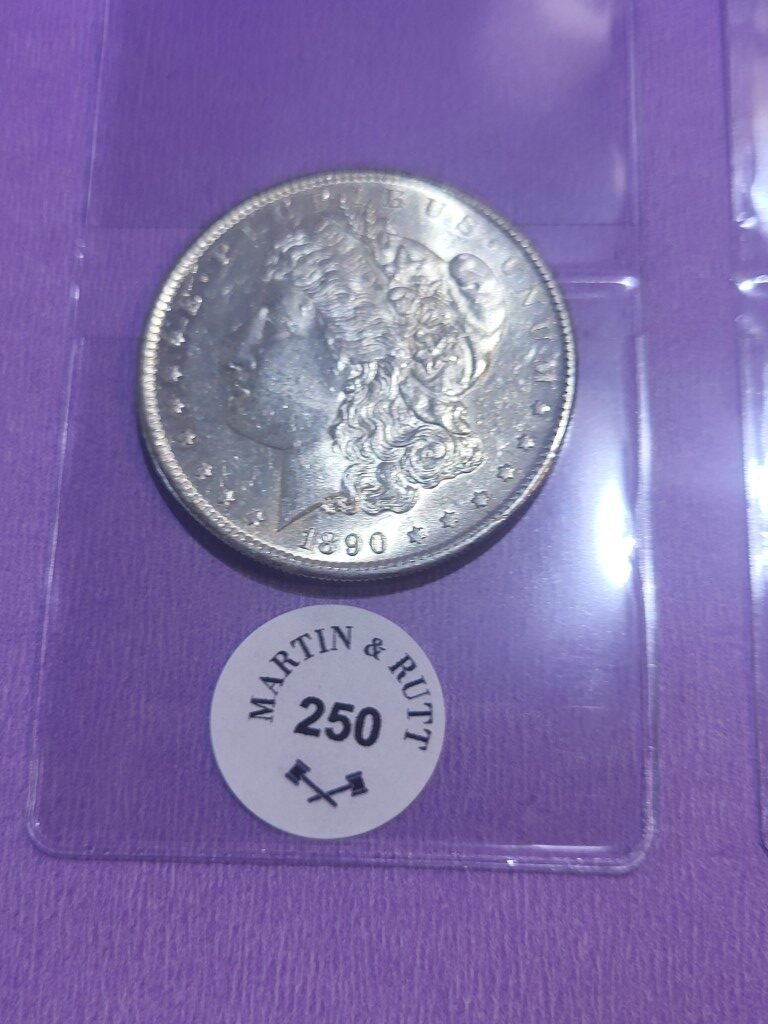 E · PLURIBUS · UNUM
1890
MARTIN & RUTT
250